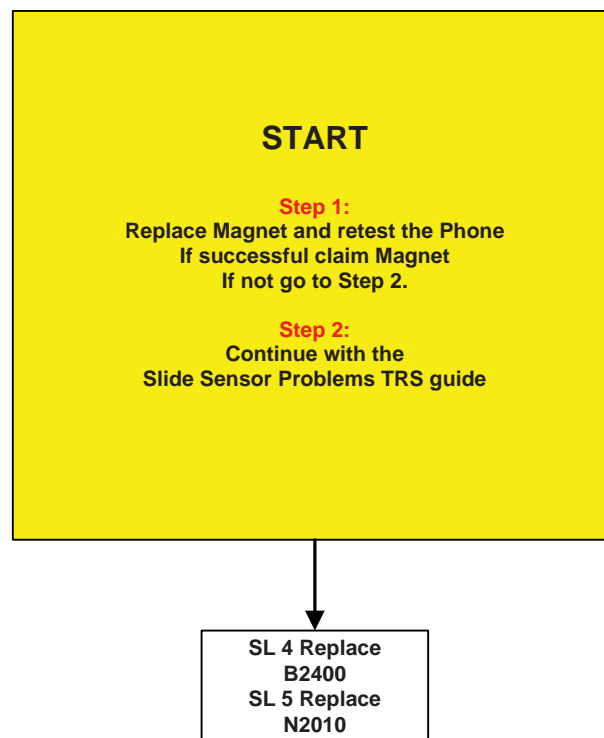 START
Step 1:
Replace Magnet and retest the Phone
If successful claim Magnet
If not go to Step 2.
Step 2:
Continue with the
Slide Sensor Problems TRS guide
SL 4 Replace
B2400
SL 5 Replace
N2010